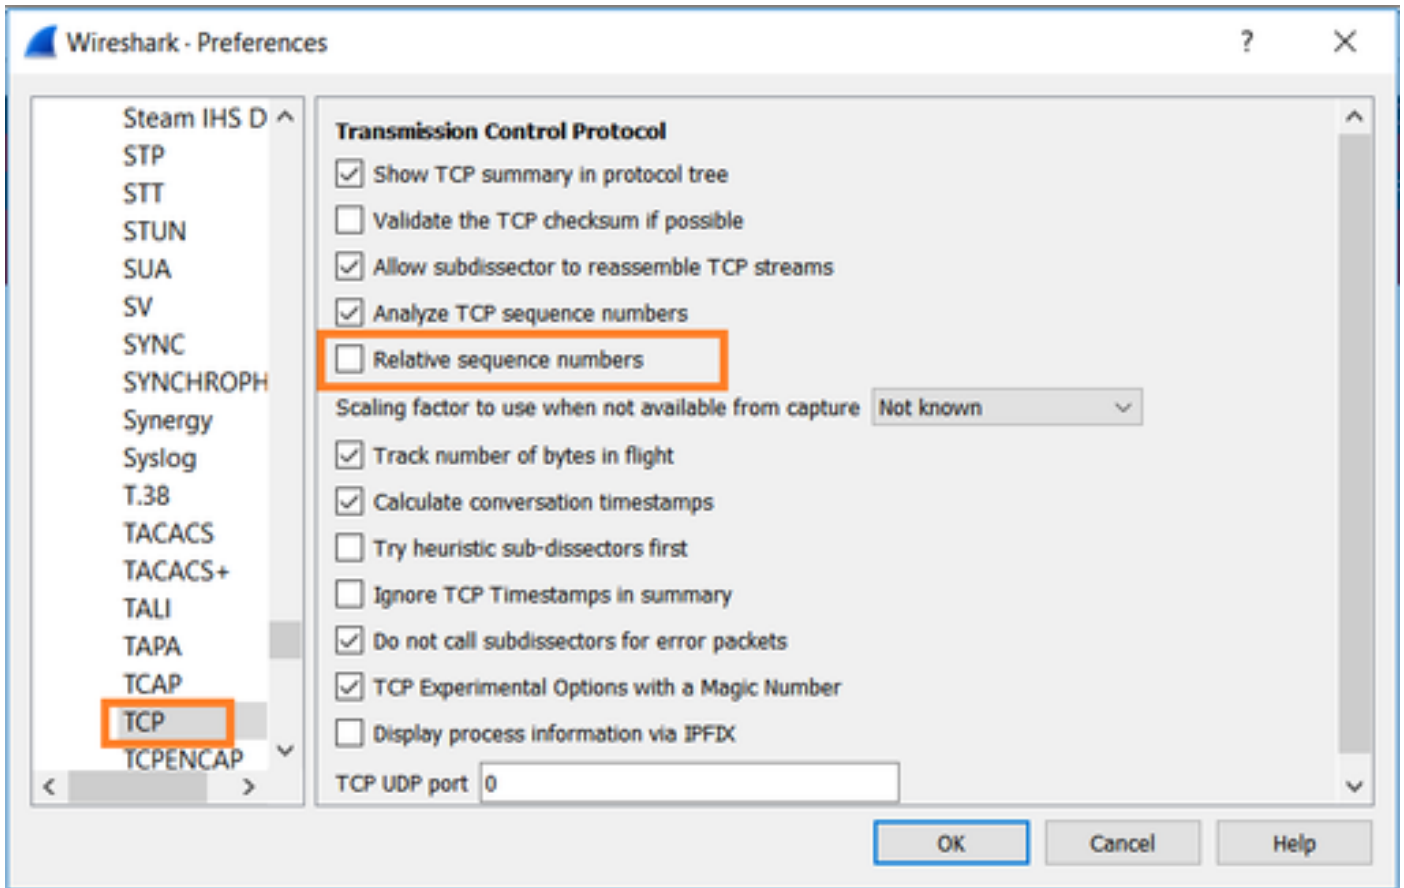 Wireshark - Preferences
?
Steam IHS D
STP
STT
STUN
SUA
SV
SYNC
SYNCHROPH
Synergy
Syslog
T.38
TACACS
TACACS+
TALI
TAPA
TCAP
TCP
TCPENCAP
Transmission Control Protocol
Show TCP summary in protocol tree
Validate the TCP checksum if possible
Allow subdissector to reassemble TCP streams
Analyze TCP sequence numbers
Relative sequence numbers
Scaling factor to use when not available from capture Not known
Track number of bytes in flight
Calculate conversation timestamps
Try heuristic sub-dissectors first
Ignore TCP Timestamps in summary
Do not call subdissectors for error packets
TCP Experimental Options with a Magic Number
Display process information via IPFIX
TCP UDP port 0
OK Cancel Help